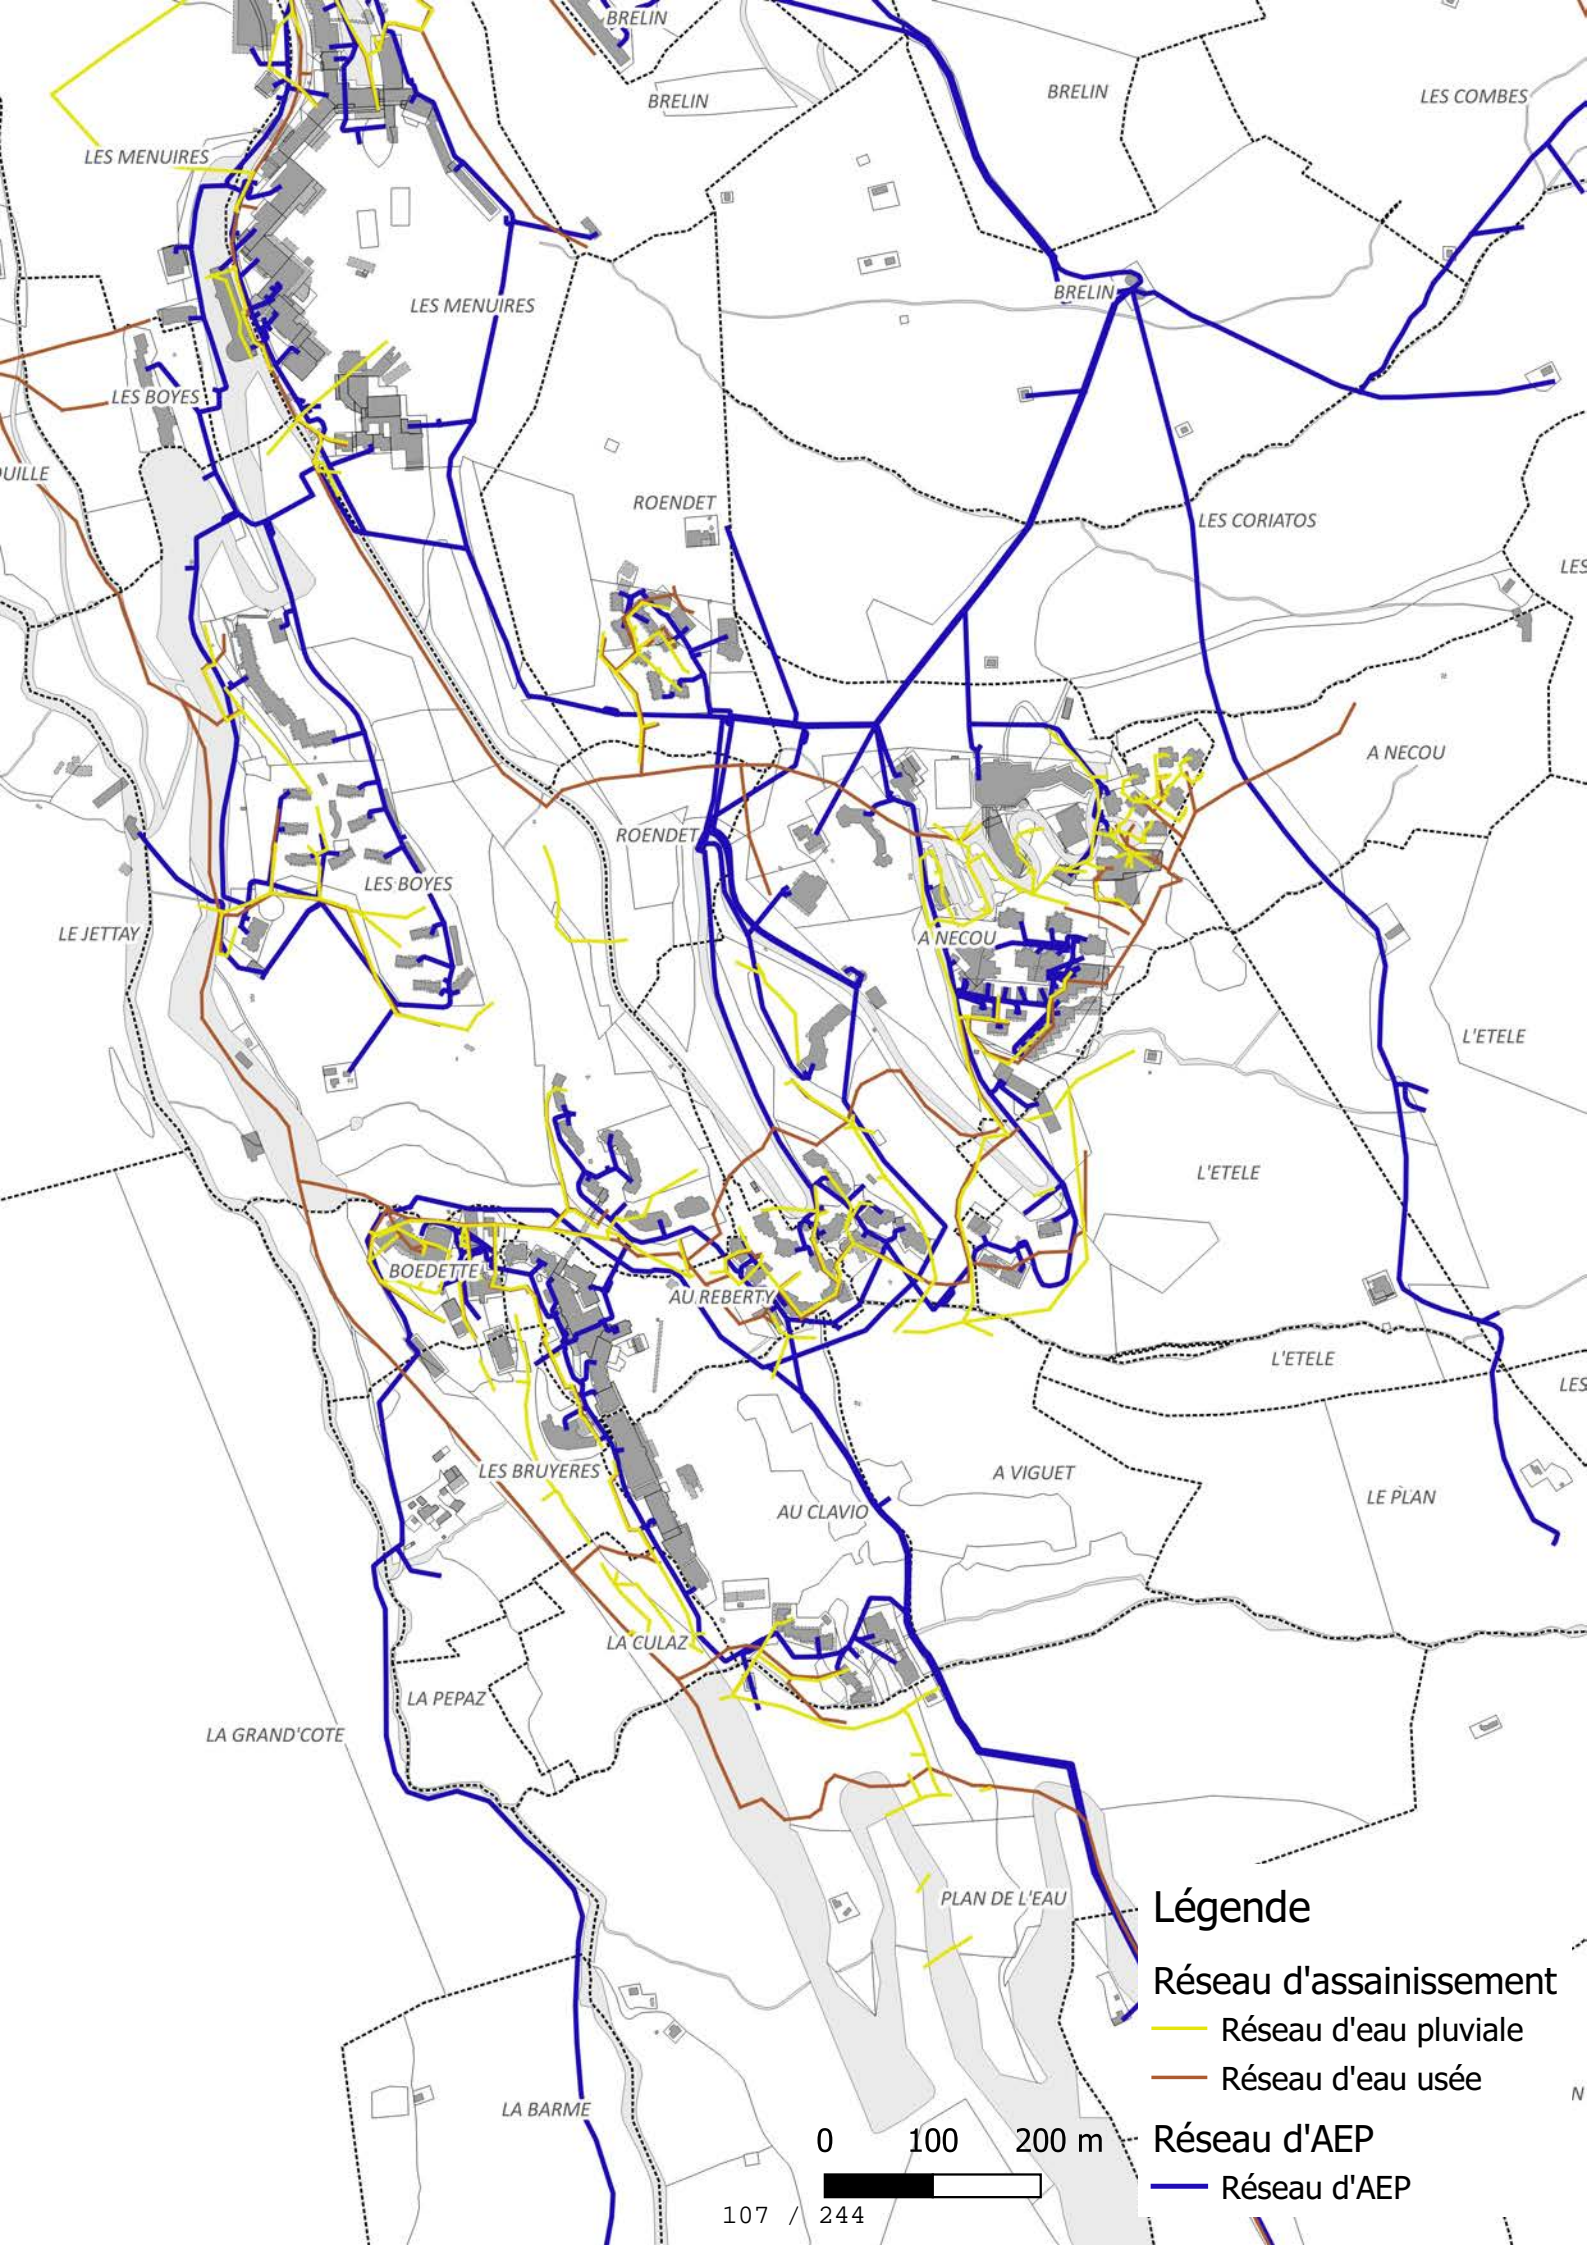 BRELIN
BRELIN
BRELIN
LES COMBES
LES MENUIRES
LES MENUIRES
BRELIN
LES BOYES
OUILLE
ROENDET
LES CORIATOS
LES
A NECOU
ROENDET
LES BOYES
LE JETTAY
A NECOU
L'ETELE
L'ETELE
BOEDETTE
AU REBERTY
L'ETELE
LES
LES BRUYERES
A VIGUET
LE PLAN
AU CLAVIO
LA CULAZ
LA PEPAZ
LA GRAND'COTE
PLAN DE L'EAU
LA BARME
N
Légende
Réseau d'assainissement
Réseau d'eau pluviale
Réseau d'eau usée
Réseau d'AEP
Réseau d'AEP
0 100 200 m
107 / 244